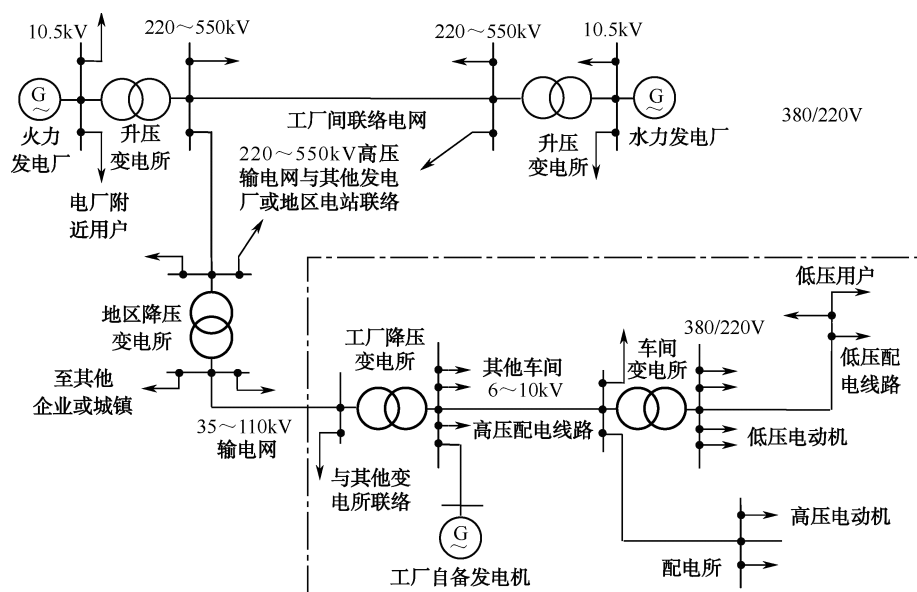 10.5kV
220～550kV
220～550kV
10.5kV
G
～
火力
发电厂
升压
变电所
工厂间联络电网
升压
变电所
G
～
水力发电厂
380/220V
220～550kV高压
输电网与其他发电
厂或地区电站联络
电厂附
近用户
地区降压
变电所
至其他
企业或城镇
35～110kV
输电网
工厂降压
变电所
与其他变
电所联络
其他车间
6～10kV
高压配电线路
G
～
工厂自备发电机
车间
变电所
380/220V
低压用户
低压配
电线路
低压电动机
高压电动机
配电所